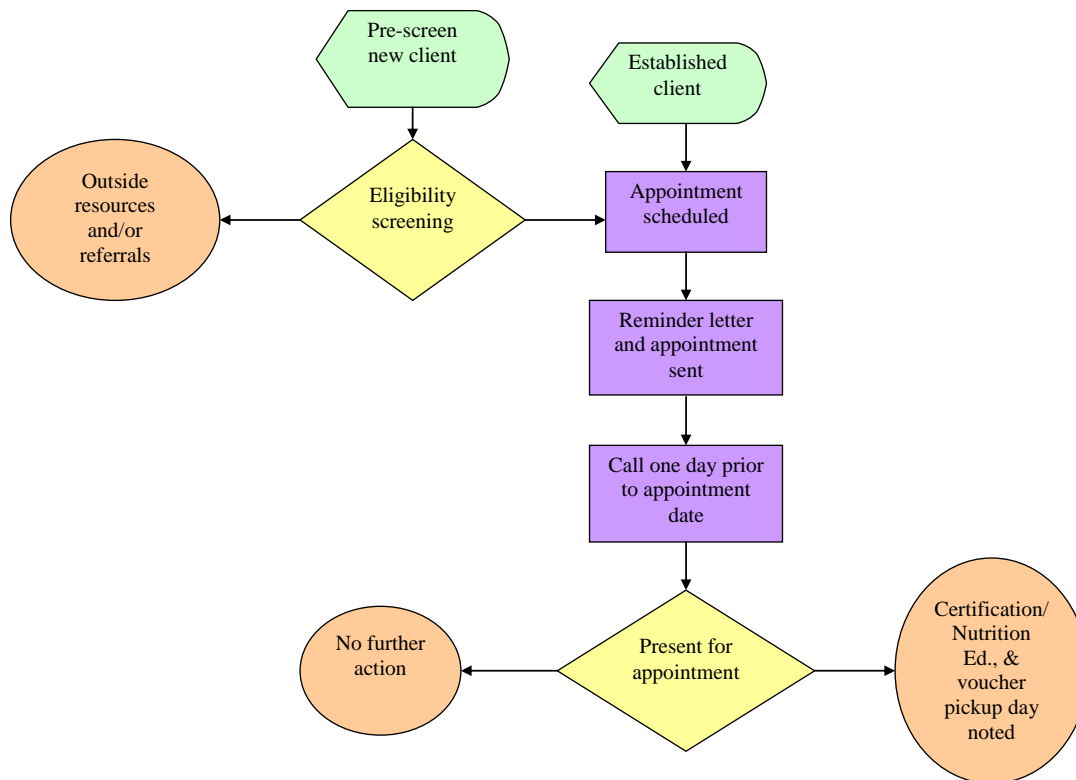 Pre-screen
new client
Established
client
Outside
resources
and/or
referrals
Eligibility
screening
Appointment
scheduled
Reminder letter
and appointment
sent
Call one day prior
to appointment
date
No further
action
Present for
appointment
Certification/
Nutrition
Ed., &
voucher
pickup day
noted